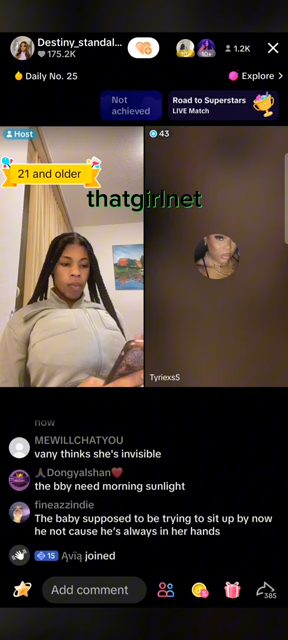 Destiny_standal...
175.2K
1.2K
Daily No. 25
Explore >
Not achieved
Road to Superstars
LIVE Match
Host
43
21 and older
thatgirlnet
Tyriexs5
now
MEWILLCHATYOU
vany thinks she's invisible
Dongyalshan
the bby need morning sunlight
fineazzindie
The baby supposed to be trying to sit up by now
he not cause he's always in her hands
15 Ąvïą joined
Add comment
385